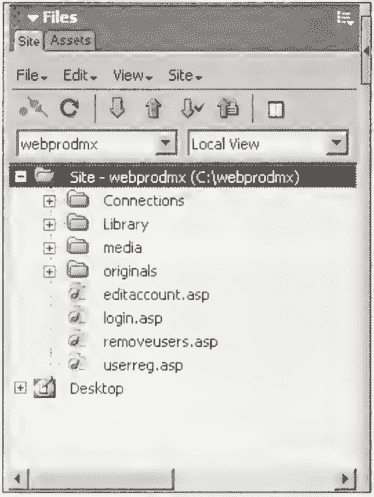 Files
Site Assets
File Edit View Site
webprodmx Local View
Site - webprodmx (C:\webprodmx)
Connections
Library
media
originals
editaccount.asp
login.asp
removeusers.asp
userreg.asp
Desktop